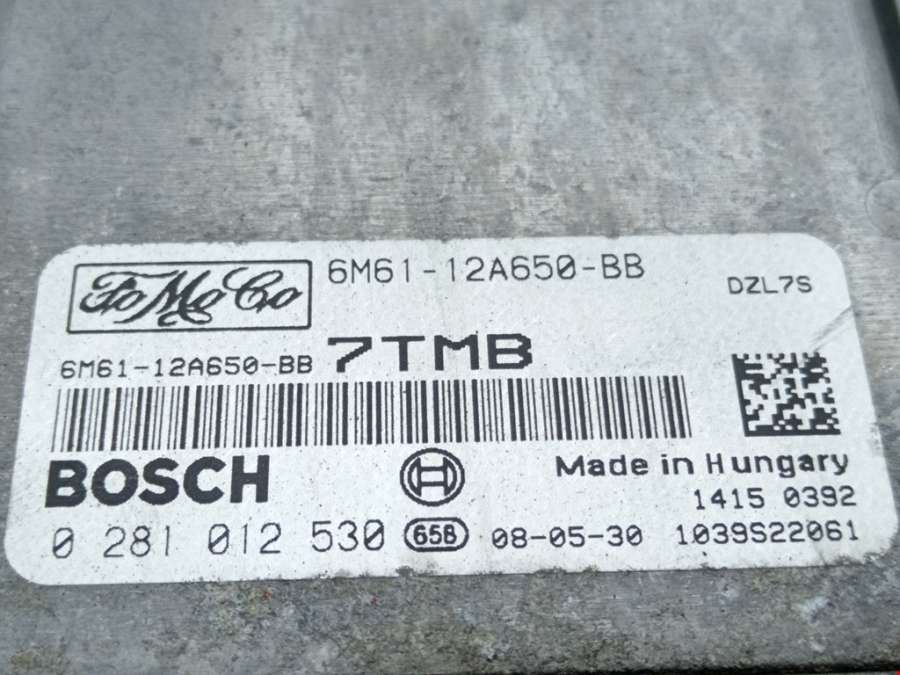 FoMoCo
6M61-12A650-BB
DZL7S
6M61-12A650-BB
7TMB
BOSCH
Made in Hungary
1415 0392
0 281 012 530
65B
08-05-30
1039S22061